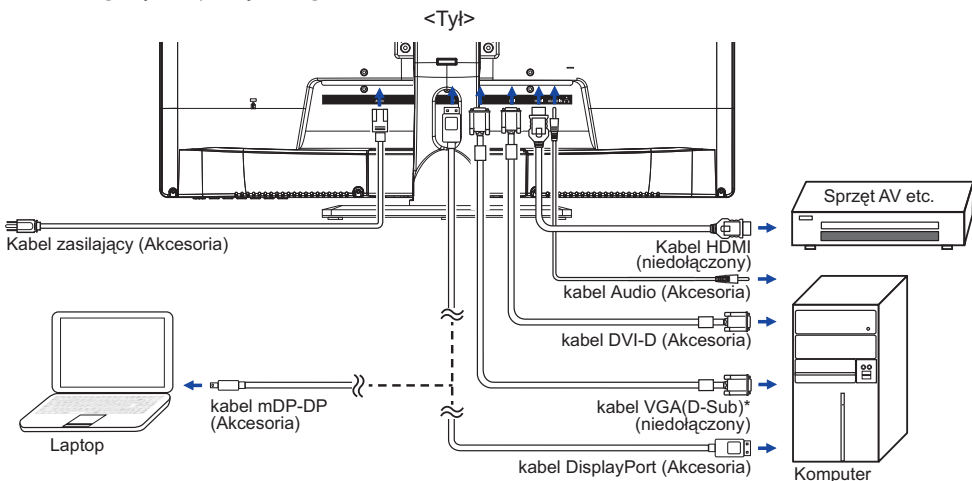 <Tył>
Sprzęt AV etc.
Kabel zasilający (Akcesoria)
Kabel HDMI
(niedołączony)
kabel Audio (Akcesoria)
kabel DVI-D (Akcesoria)
kabel mDP-DP
(Akcesoria)
kabel VGA(D-Sub)*
(niedołączony)
Laptop
kabel DisplayPort (Akcesoria)
Komputer